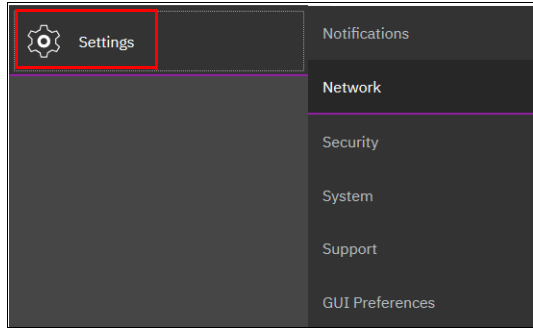 Settings
Notifications
Network
Security
System
Support
GUI Preferences